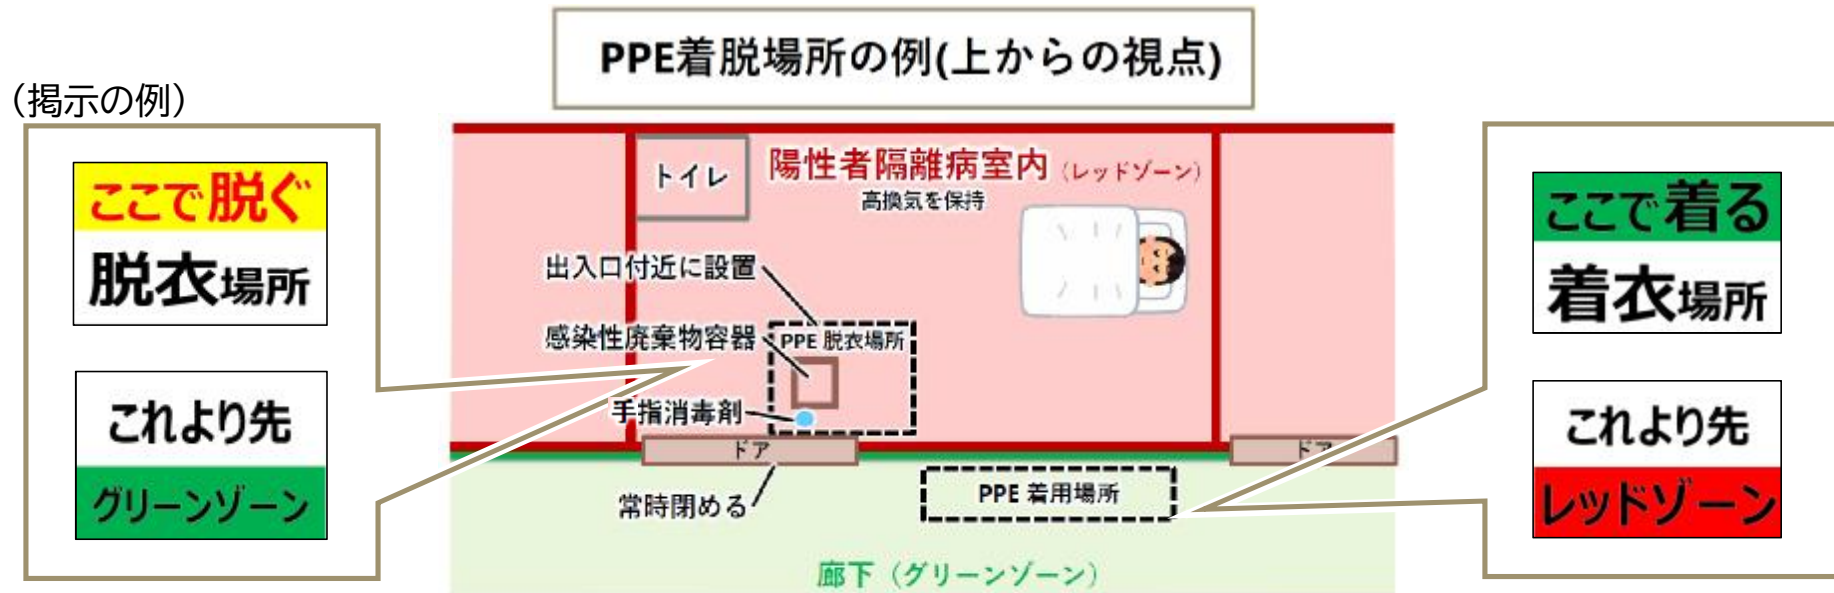 PPE着脱場所の例(上からの視点)
(掲示の例)
ここで脱ぐ
脱衣場所
これより先
グリーンゾーン
トイレ
陽性者隔離病室内(レッドゾーン)
高換気を保持
出入口付近に設置
感染性廃棄物容器
PPE 脱衣場所
手指消毒剤
ドア
常時閉める
PPE 着用場所
ドア
廊下(グリーンゾーン)
ここで着る
着衣場所
これより先
レッドゾーン